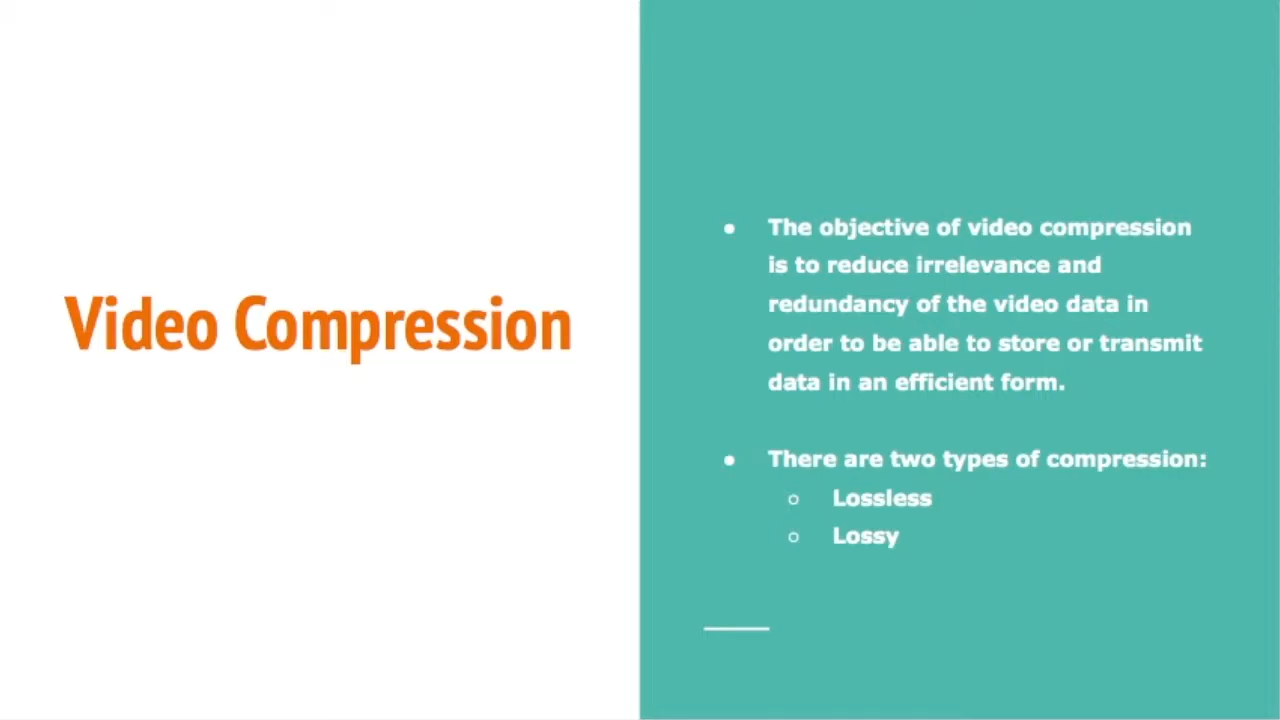 Video Compression
● The objective of video compression
is to reduce irrelevance and
redundancy of the video data in
order to be able to store or transmit
data in an efficient form.
● There are two types of compression:
○ Lossless
○ Lossy